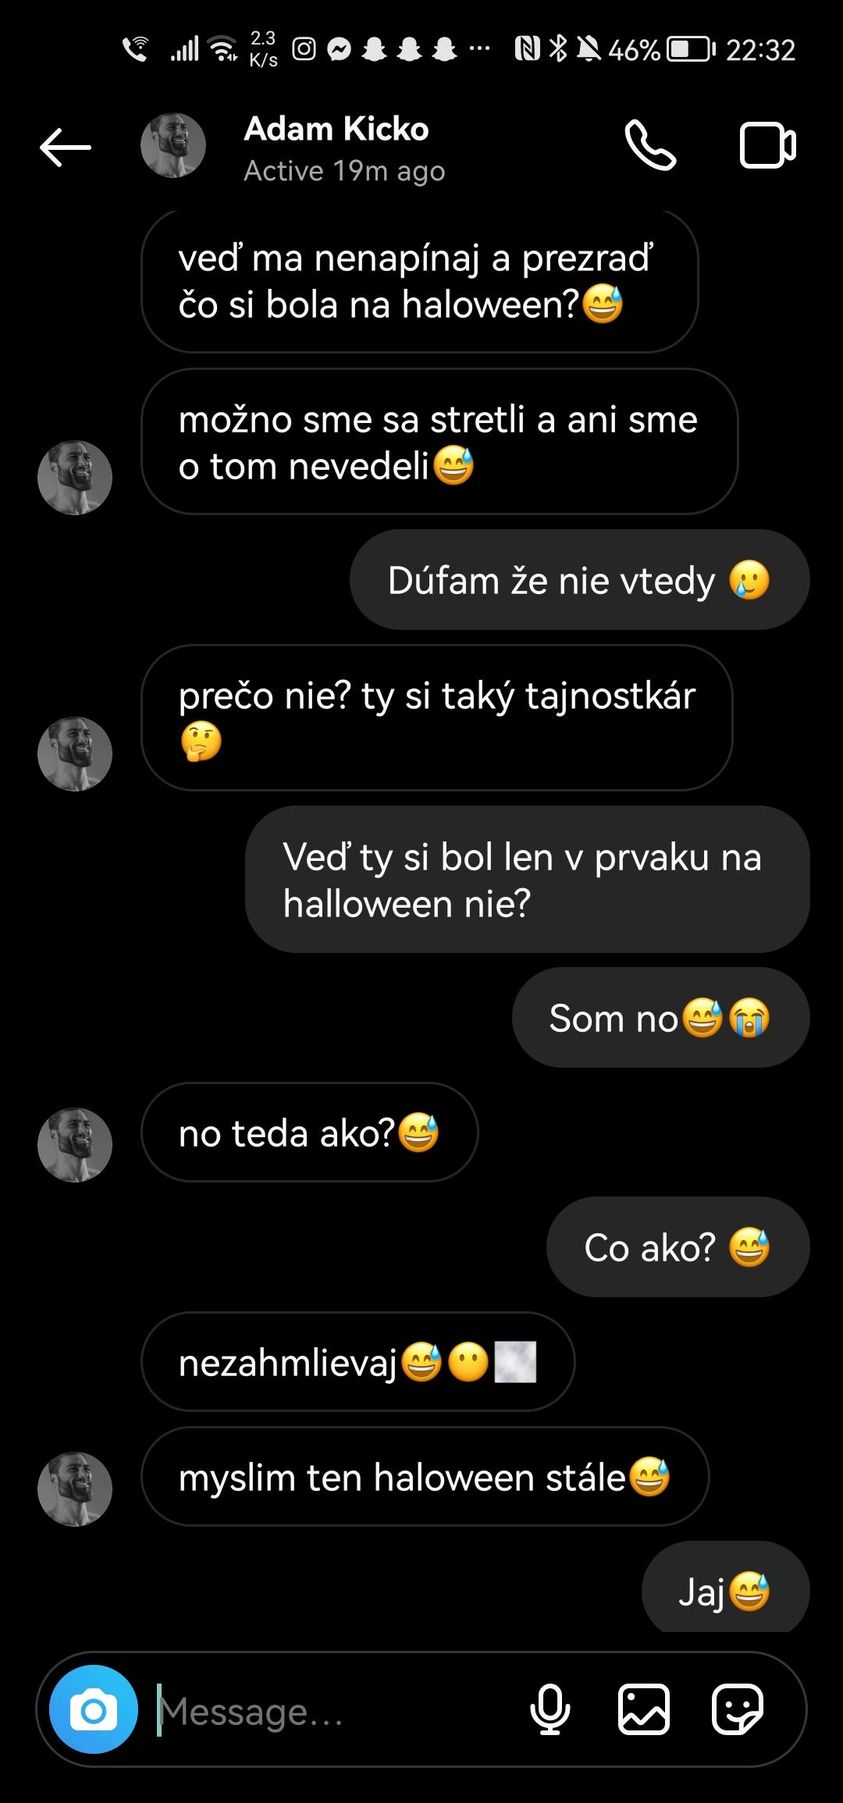 2.3
K/s
46%
22:32
Adam Kicko
Active 19m ago
veď ma nenapínaj a prezraď
čo si bola na haloween?😅
možno sme sa stretli a ani sme
o tom nevedeli😅
Dúfam že nie vtedy 🥲
prečo nie? ty si taký tajnostkár
🤔
Veď ty si bol len v prvaku na
halloween nie?
Som no😅😭
no teda ako?😅
Co ako? 😅
nezahmlievaj😅😶🌫
myslim ten haloween stále😅
Jaj😅
Message...